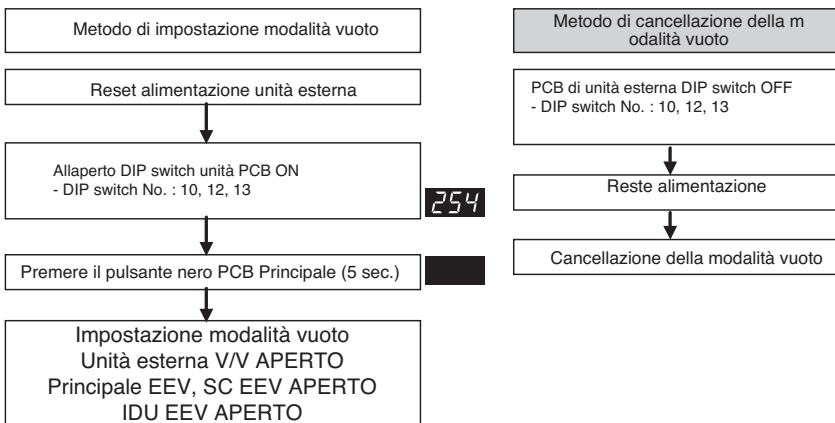 Metodo di impostazione modalità vuoto
Reset alimentazione unità esterna
Allaperto DIP switch unità PCB ON
- DIP switch No. : 10, 12, 13
254
Premere il pulsante nero PCB Principale (5 sec.)
Impostazione modalità vuoto
Unità esterna V/V APERTO
Principale EEV, SC EEV APERTO
IDU EEV APERTO
Metodo di cancellazione della m
odalità vuoto
PCB di unità esterna DIP switch OFF
- DIP switch No. : 10, 12, 13
Reste alimentazione
Cancellazione della modalità vuoto